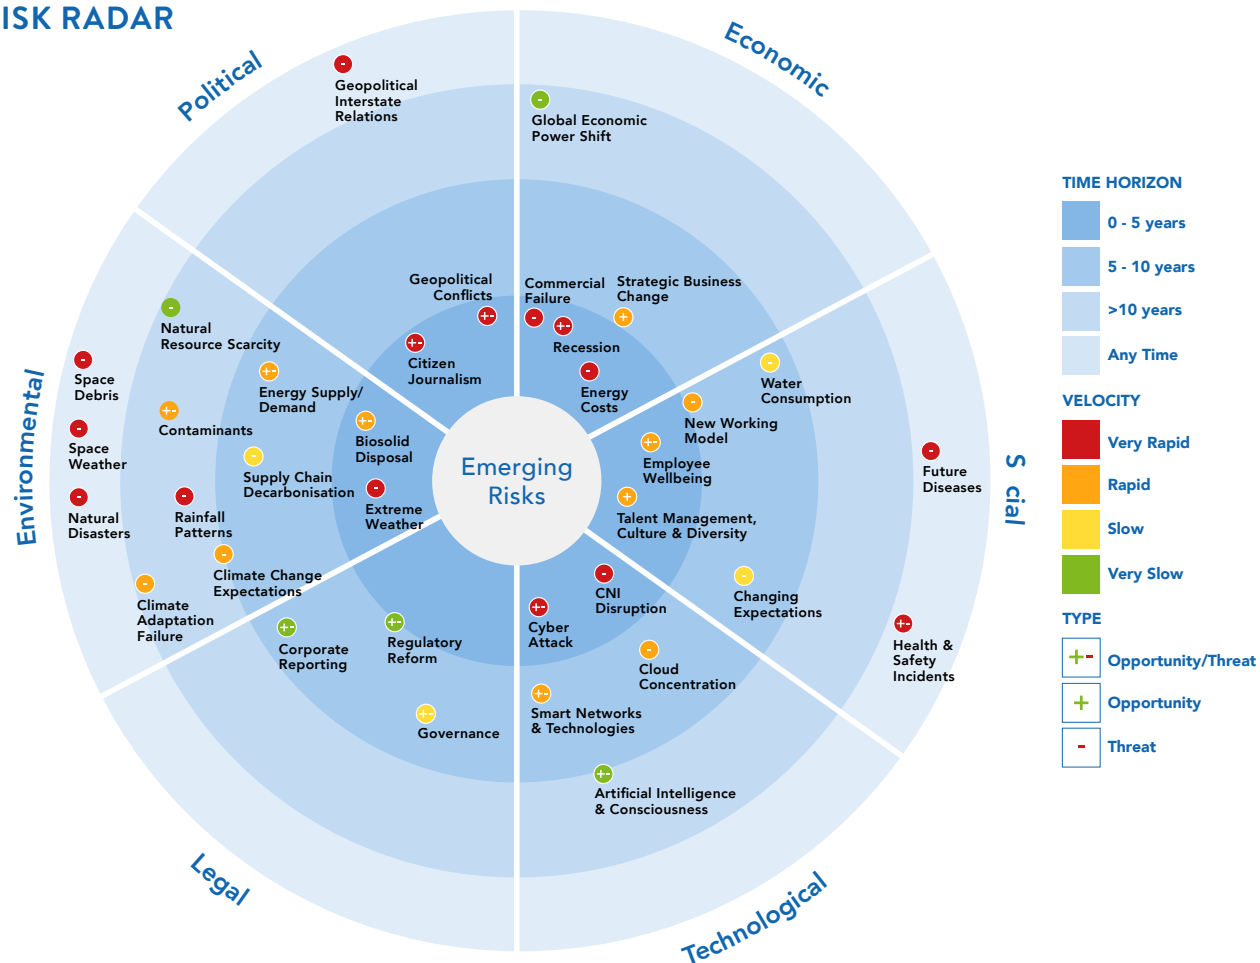 ISK RADAR
Political
Economic
Environmental
S cial
Legal
Technological
Geopolitical
Interstate
Relations
Global Economic
Power Shift
Geopolitical
Conflicts
Citizen
Journalism
Commercial
Failure
Strategic Business
Change
Recession
Energy
Costs
Natural
Resource Scarcity
Space
Debris
Energy Supply/
Demand
Contaminants
Biosolid
Disposal
Space
Weather
Supply Chain
Decarbonisation
Extreme
Weather
Natural
Disasters
Rainfall
Patterns
Climate Change
Expectations
Climate
Adaptation
Failure
Emerging
Risks
Water
Consumption
New Working
Model
Employee
Wellbeing
Talent Management,
Culture & Diversity
Future
Diseases
Changing
Expectations
Health &
Safety
Incidents
Corporate
Reporting
Regulatory
Reform
Governance
CNI
Disruption
Cyber
Attack
Cloud
Concentration
Smart Networks
& Technologies
Artificial Intelligence
& Consciousness
TIME HORIZON
0 - 5 years
5 - 10 years
>10 years
Any Time
VELOCITY
Very Rapid
Rapid
Slow
Very Slow
TYPE
+- Opportunity/Threat
+ Opportunity
- Threat